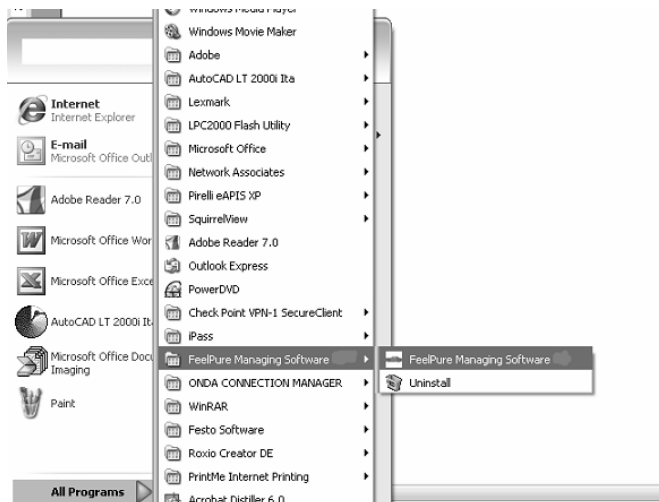 Internet
Internet Explorer
E-mail
Microsoft Office Outl
Adobe Reader 7.0
Microsoft Office Wor
Microsoft Office Exce
AutoCAD LT 2000i It
Microsoft Office Docu
Imaging
Paint
All Programs
Windows Media Player
Windows Movie Maker
Adobe
AutoCAD LT 2000i Ita
Lexmark
LPC2000 Flash Utility
Microsoft Office
Network Associates
Pirelli eAPIS XP
SquirrelView
Adobe Reader 7.0
Outlook Express
PowerDVD
Check Point VPN-1 SecureClient
iPass
FeelPure Managing Software
ONDA CONNECTION MANAGER
WinRAR
Festo Software
Roxio Creator DE
PrintMe Internet Printing
Acrobat Distiller 6.0
FeelPure Managing Software
Uninstall